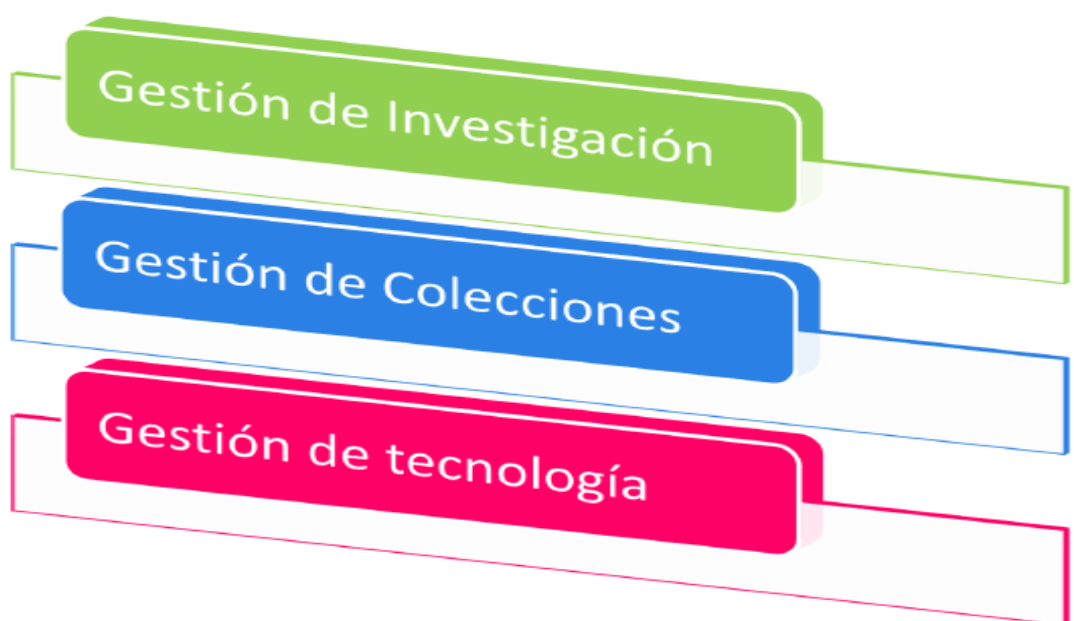 Gestión de Investigación
Gestión de Colecciones
Gestión de tecnología